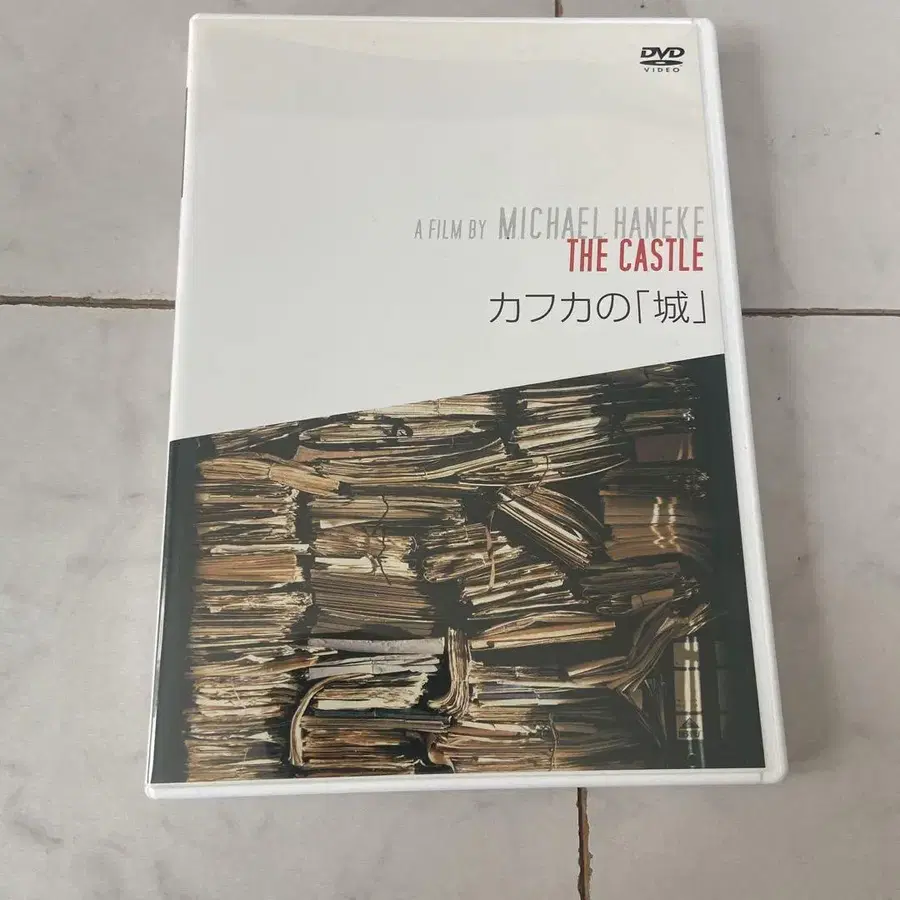 DVD
VIDEO
A FILM BY MICHAEL HANEKE
THE CASTLE
カフカの「城」